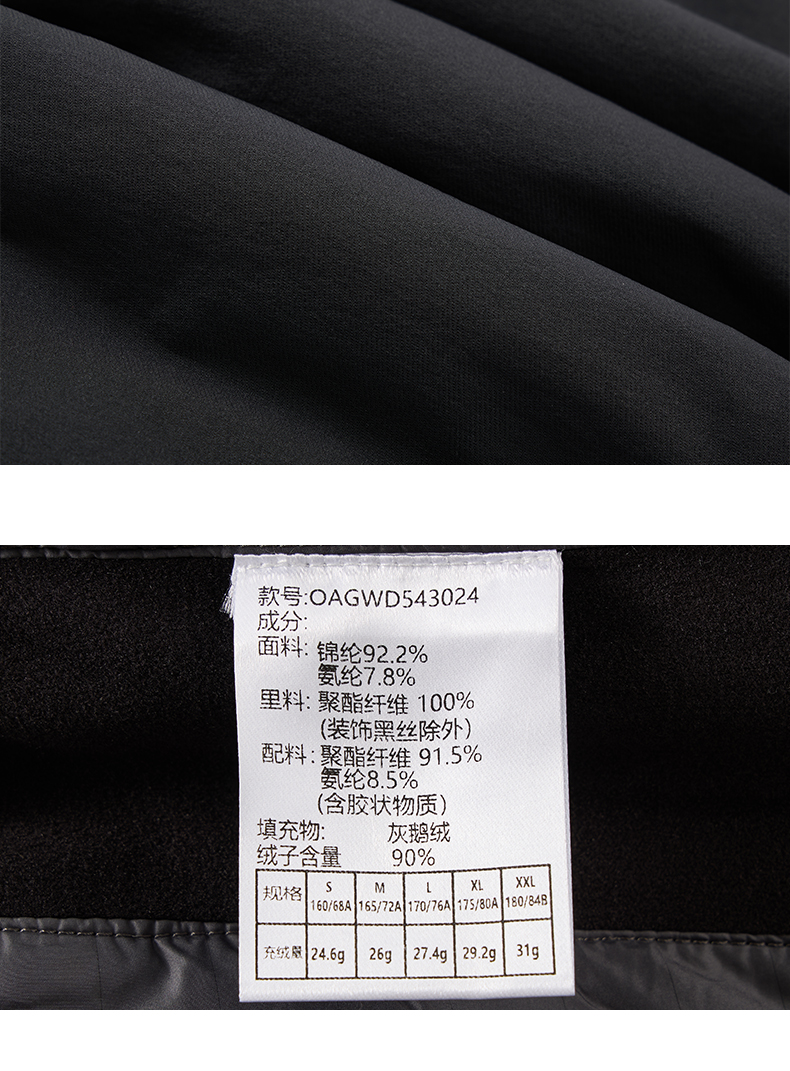 款号:OAGWD543024
成分:
面料: 锦纶92.2%
氨纶7.8%
里料: 聚酯纤维 100%
(装饰黑丝除外)
配料: 聚酯纤维 91.5%
氨纶8.5%
(含胶状物质)
填充物: 灰鹅绒
绒子含量 90%
规格 S 160/68A M 165/72A L 170/76A XL 175/80A XXL 180/84B
充绒量 24.6g 26g 27.4g 29.2g 31g